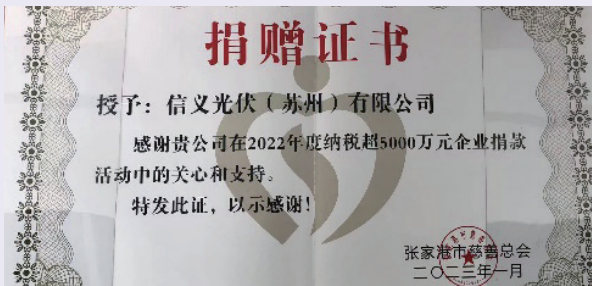 捐赠证书
授予：信义光伏（苏州）有限公司
感谢贵公司在2022年度纳税超5000万元企业捐款
活动中的关心和支持。
特发此证，以示感谢！
张家港市慈善总会
二〇二三年一月